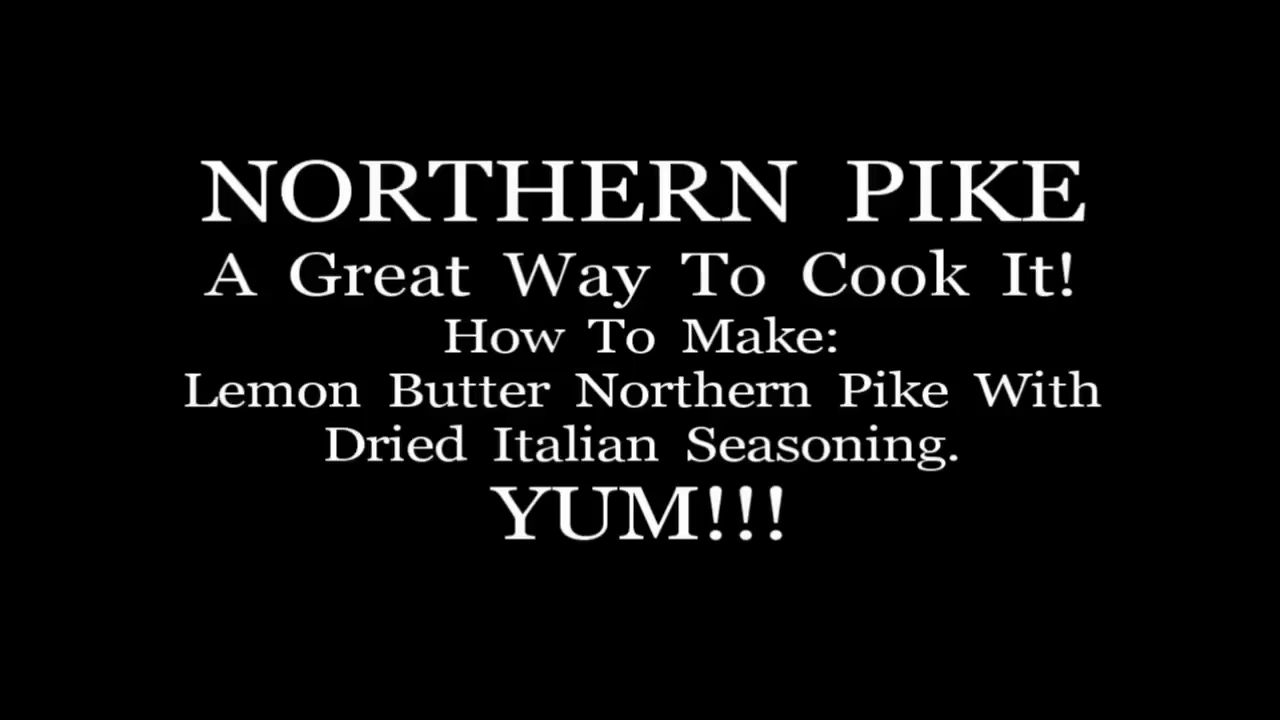 NORTHERN PIKE
A Great Way To Cook It!
How To Make:
Lemon Butter Northern Pike With
Dried Italian Seasoning.
YUM!!!